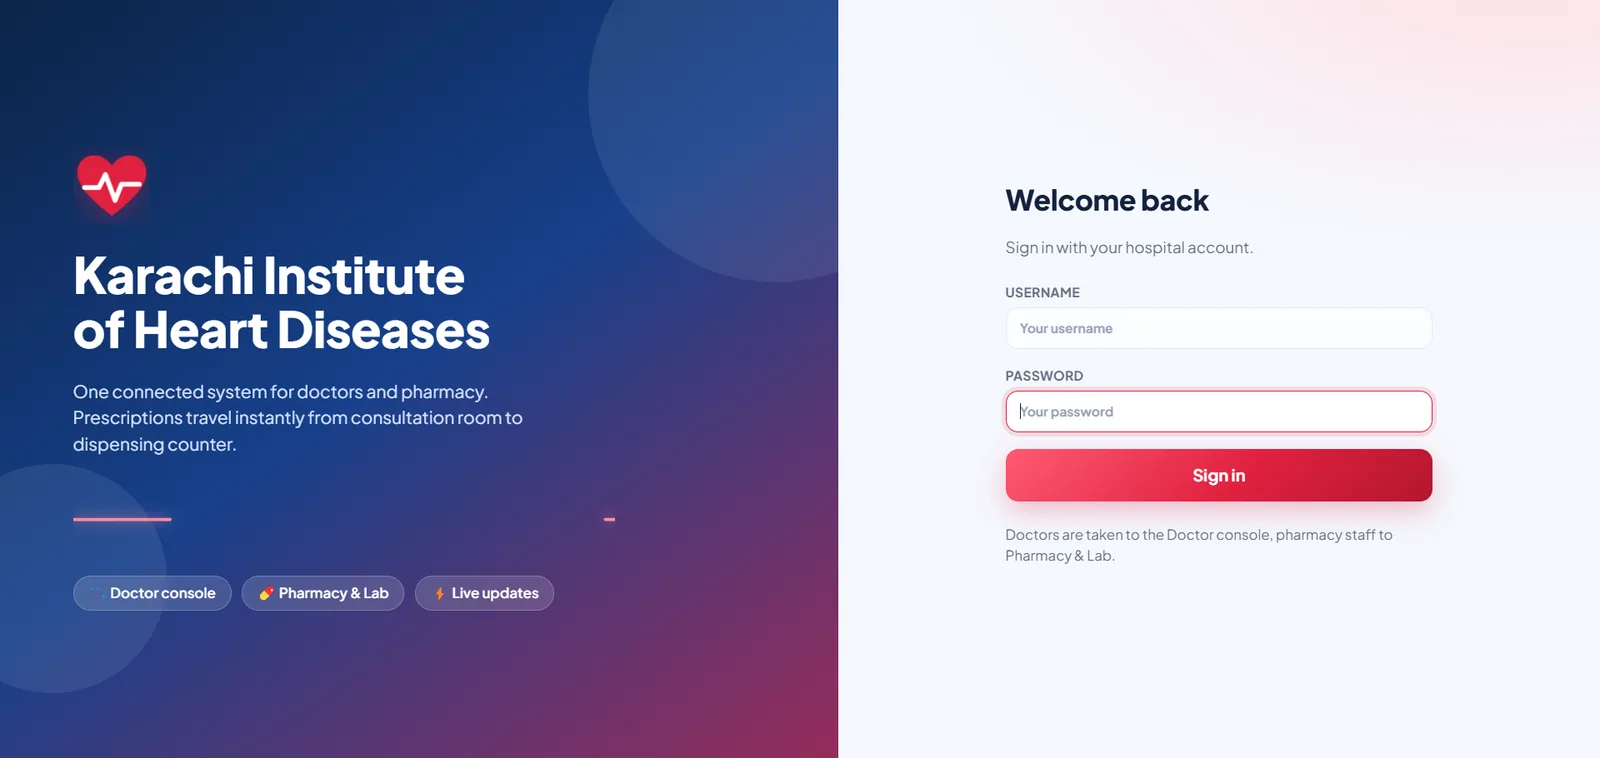 Karachi Institute
of Heart Diseases
One connected system for doctors and pharmacy.
Prescriptions travel instantly from consultation room to
dispensing counter.
Doctor console
Pharmacy & Lab
Live updates
Welcome back
Sign in with your hospital account.
USERNAME
Your username
PASSWORD
Your password
Sign in
Doctors are taken to the Doctor console, pharmacy staff to
Pharmacy & Lab.